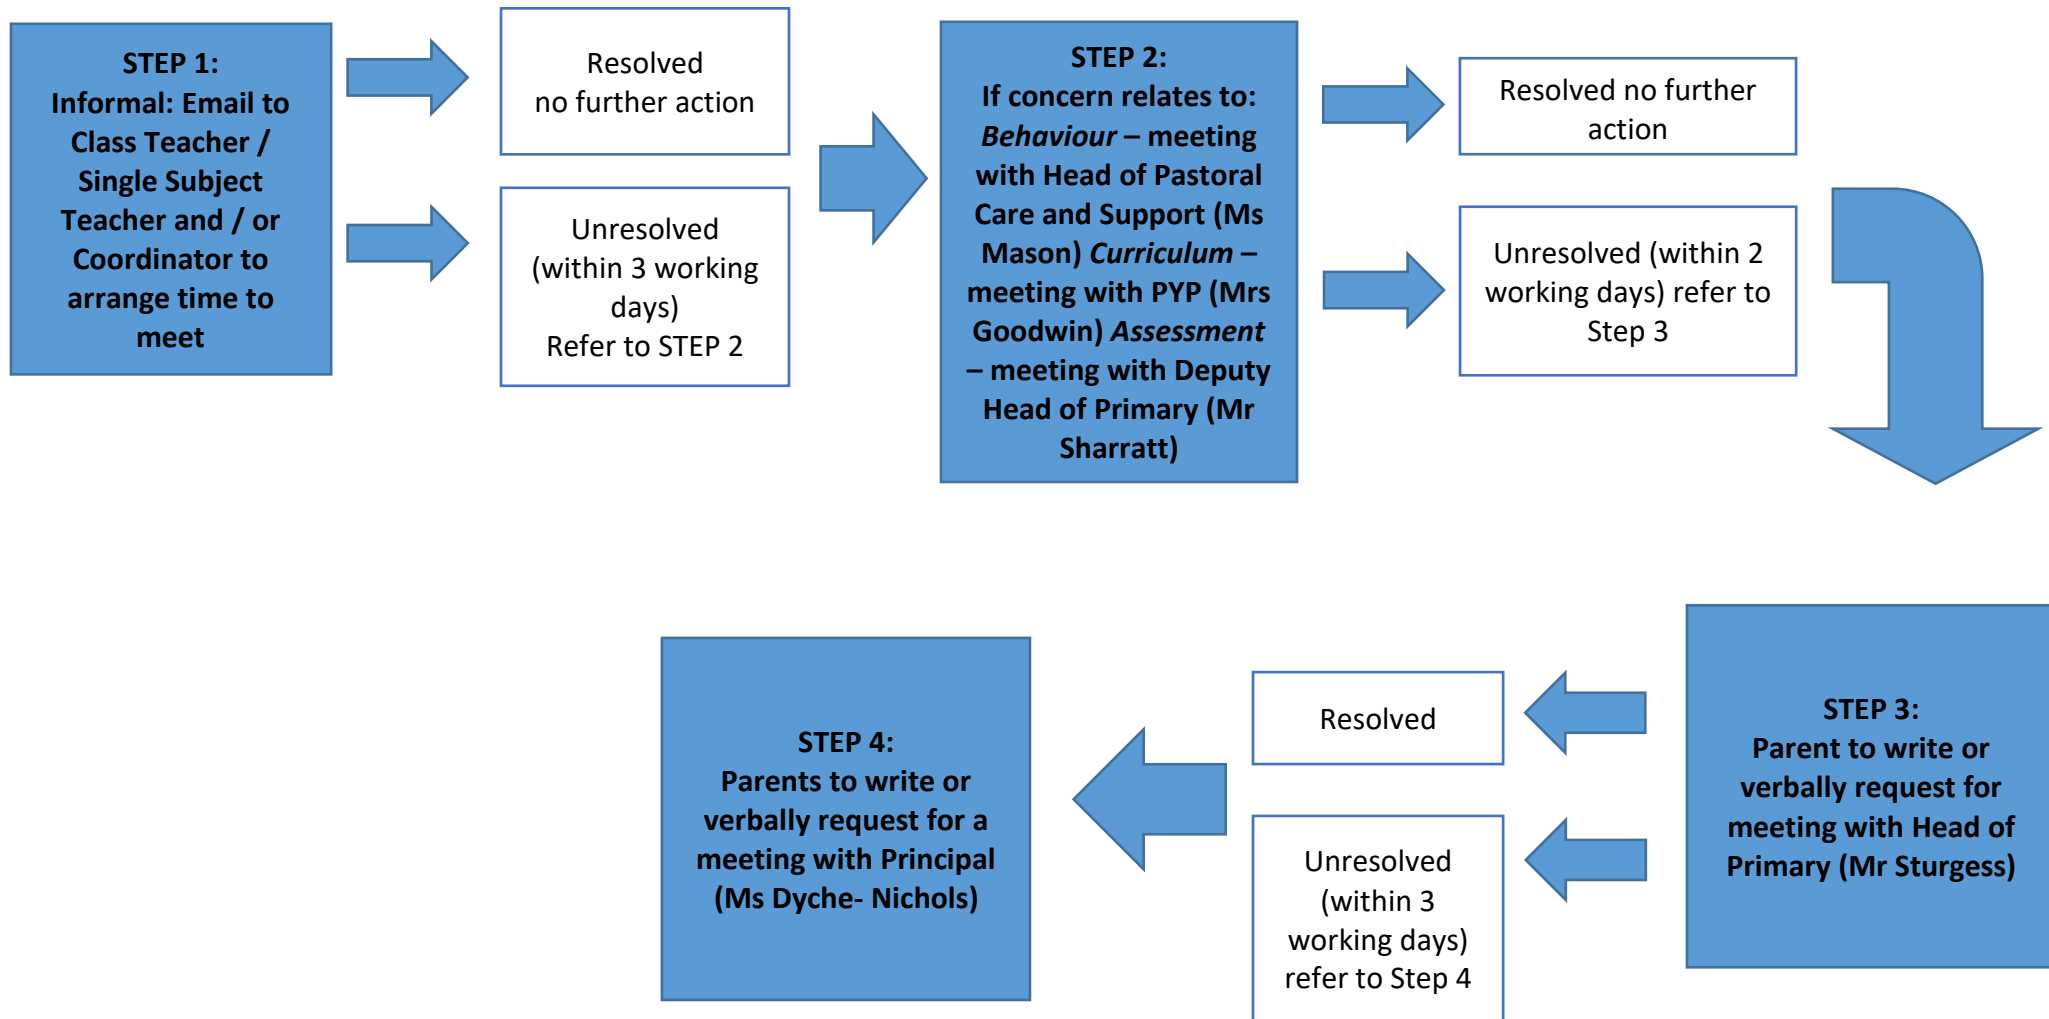 STEP 1:
Informal: Email to
Class Teacher /
Single Subject
Teacher and / or
Coordinator to
arrange time to
meet
Resolved
no further action
Unresolved
(within 3 working
days)
Refer to STEP 2
STEP 2:
If concern relates to:
Behaviour – meeting
with Head of Pastoral
Care and Support (Ms
Mason) Curriculum –
meeting with PYP (Mrs
Goodwin) Assessment
– meeting with Deputy
Head of Primary (Mr
Sharratt)
Resolved no further
action
Unresolved (within 2
working days) refer to
Step 3
STEP 3:
Parent to write or
verbally request for
meeting with Head of
Primary (Mr Sturgess)
Resolved
Unresolved
(within 3
working days)
refer to Step 4
STEP 4:
Parents to write or
verbally request for a
meeting with Principal
(Ms Dyche- Nichols)